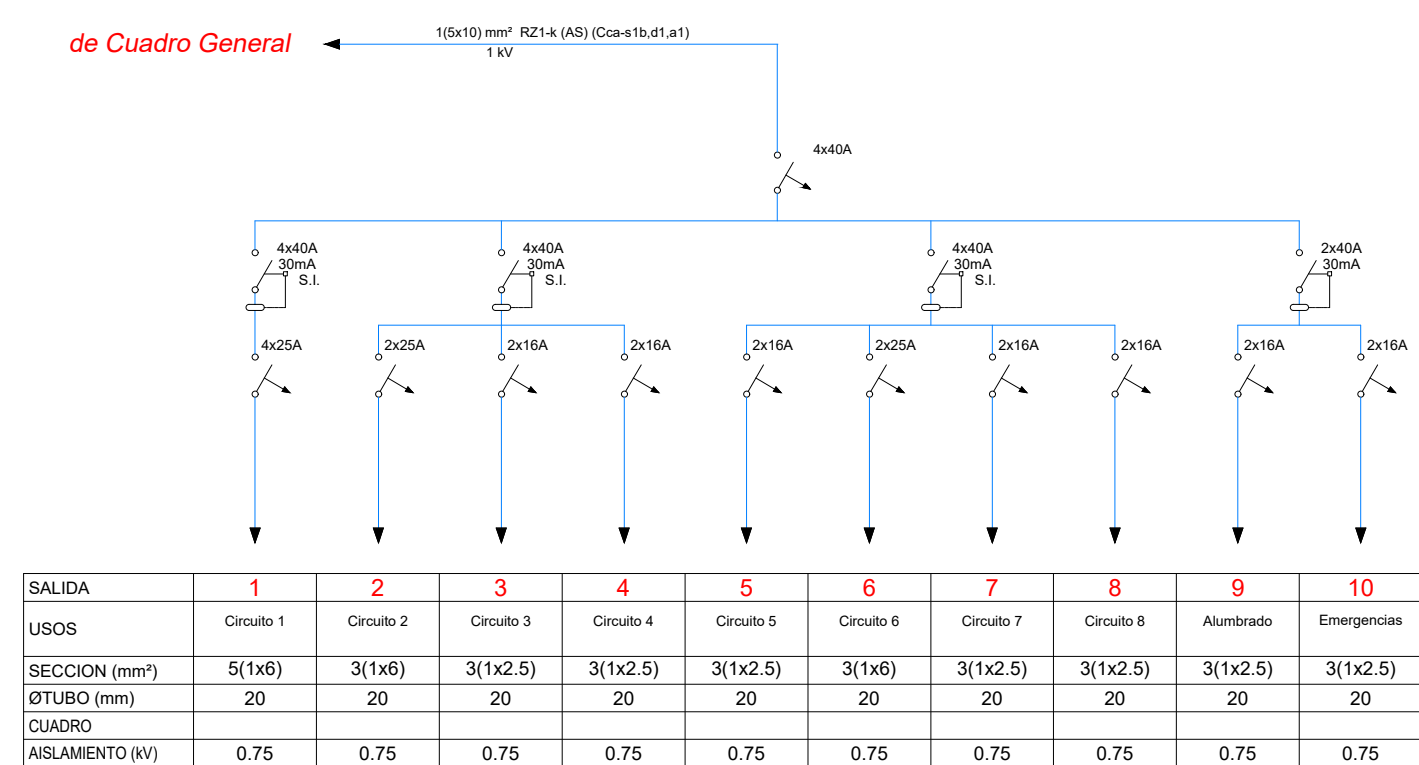 de Cuadro General
1(5x10) mm² RZ1-k (AS) (Cca-s1b,d1,a1)
1 kV
4x40A
4x40A
30mA
S.I.
4x40A
30mA
S.I.
4x40A
30mA
S.I.
2x40A
30mA
4x25A 2x25A 2x16A 2x16A 2x16A 2x25A 2x16A 2x16A 2x16A 2x16A
SALIDA 1 2 3 4 5 6 7 8 9 10
USOS Circuito 1 Circuito 2 Circuito 3 Circuito 4 Circuito 5 Circuito 6 Circuito 7 Circuito 8 Alumbrado Emergencias
SECCION (mm²) 5(1x6) 3(1x6) 3(1x2.5) 3(1x2.5) 3(1x2.5) 3(1x6) 3(1x2.5) 3(1x2.5) 3(1x2.5) 3(1x2.5)
ØTUBO (mm) 20 20 20 20 20 20 20 20 20 20
CUADRO
AISLAMIENTO (kV) 0.75 0.75 0.75 0.75 0.75 0.75 0.75 0.75 0.75 0.75